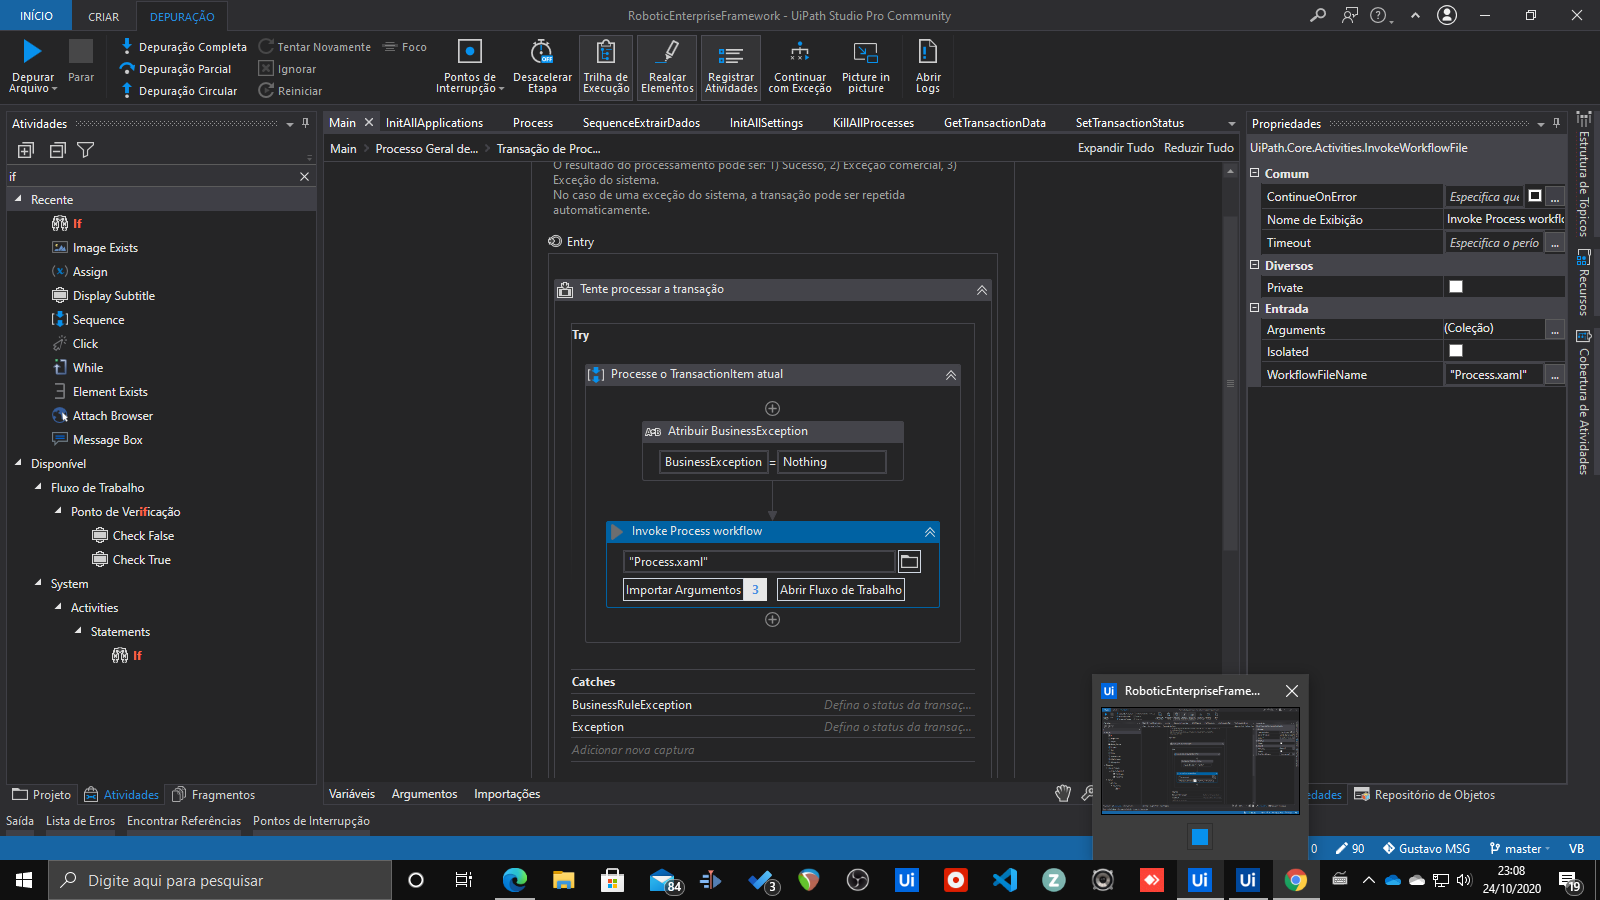 INÍCIO
CRIAR
DEPURAÇÃO
RoboticEnterpriseFramework - UiPath Studio Pro Community
Depurar Arquivo
Parar
Depuração Completa
Depuração Parcial
Depuração Circular
Tentar Novamente
Ignorar
Reiniciar
Foco
Pontos de Interrupção
Desacelerar Etapa
Trilha de Execução
Realçar Elementos
Registrar Atividades
Continuar com Exceção
Picture in picture
Abrir Logs
Atividades
if
Recente
If
Image Exists
Assign
Display Subtitle
Sequence
Click
While
Element Exists
Attach Browser
Message Box
Disponível
Fluxo de Trabalho
Ponto de Verificação
Check False
Check True
System
Activities
Statements
If
Projeto
Atividades
Fragmentos
Main
InitAllApplications
Process
SequenceExtrairDados
InitAllSettings
KillAllProcesses
GetTransactionData
SetTransactionStatus
Main > Processo Geral de... > Transação de Proc...
Expandir Tudo
Reduzir Tudo
O resultado do processamento pode ser: 1) Sucesso, 2) Exceção comercial, 3)
Exceção do sistema.
No caso de uma exceção do sistema, a transação pode ser repetida
automaticamente.
Entry
Tente processar a transação
Try
Processe o TransactionItem atual
A+B Atribuir BusinessException
BusinessException = Nothing
Invoke Process workflow
"Process.xaml"
Importar Argumentos 3
Abrir Fluxo de Trabalho
Catches
BusinessRuleException Defina o status da transaç...
Exception Defina o status da transaç...
Adicionar nova captura
Variáveis
Argumentos
Importações
Propriedades
UiPath.Core.Activities.InvokeWorkflowFile
Comum
ContinueOnError Especifica que ...
Nome de Exibição Invoke Process workflo
Timeout Especifica o perío ...
Diversos
Private
Entrada
Arguments (Coleção) ...
Isolated
WorkflowFileName "Process.xaml" ...
Estrutura de Tópicos
Recursos
Cobertura de Atividades
Ui RoboticEnterpriseFrame...
edades
Repositório de Objetos
Saída
Lista de Erros
Encontrar Referências
Pontos de Interrupção
0
90
Gustavo MSG
master
VB
Digite aqui para pesquisar
84
3
Ui
Z
Ui
Ui
23:08
24/10/2020
19